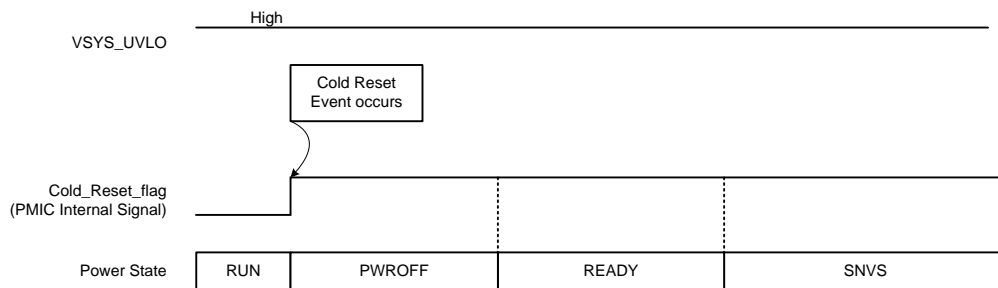 High
VSYS_UVLO
Cold Reset
Event occurs
Cold_Reset_flag
(PMIC Internal Signal)
Power State
RUN
PWROFF
READY
SNVS